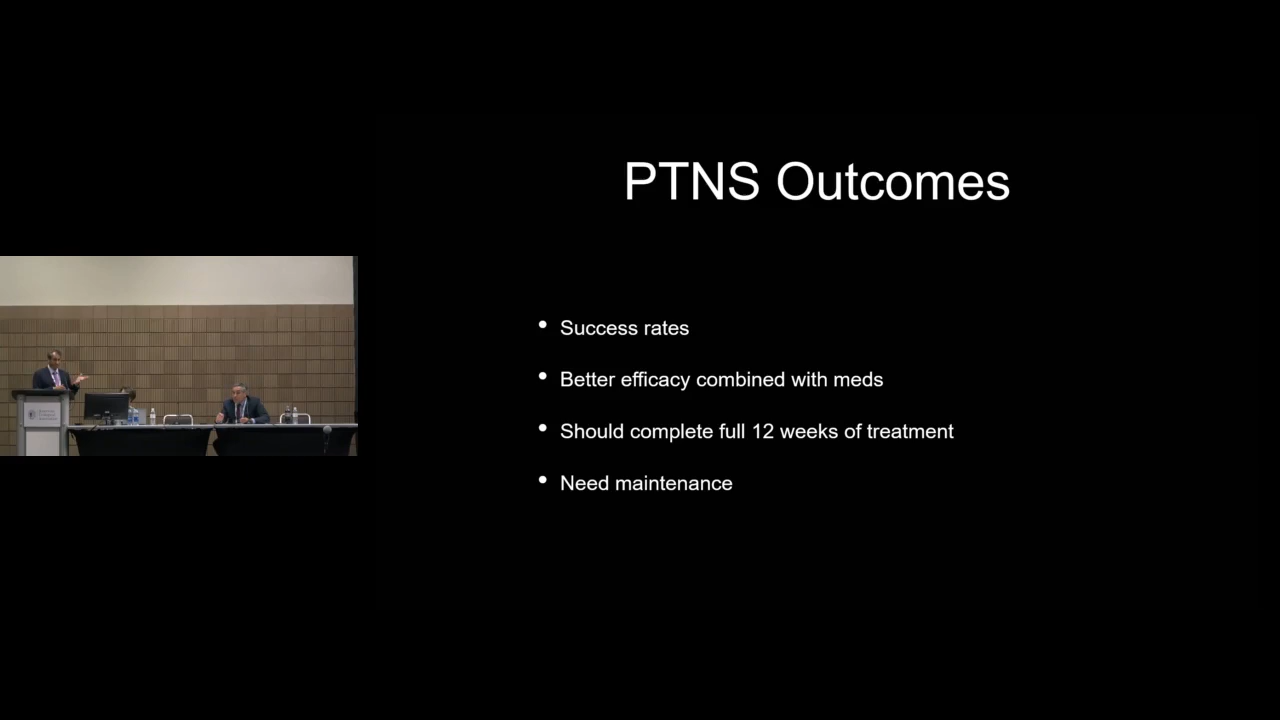 PTNS Outcomes
• Success rates
• Better efficacy combined with meds
• Should complete full 12 weeks of treatment
• Need maintenance